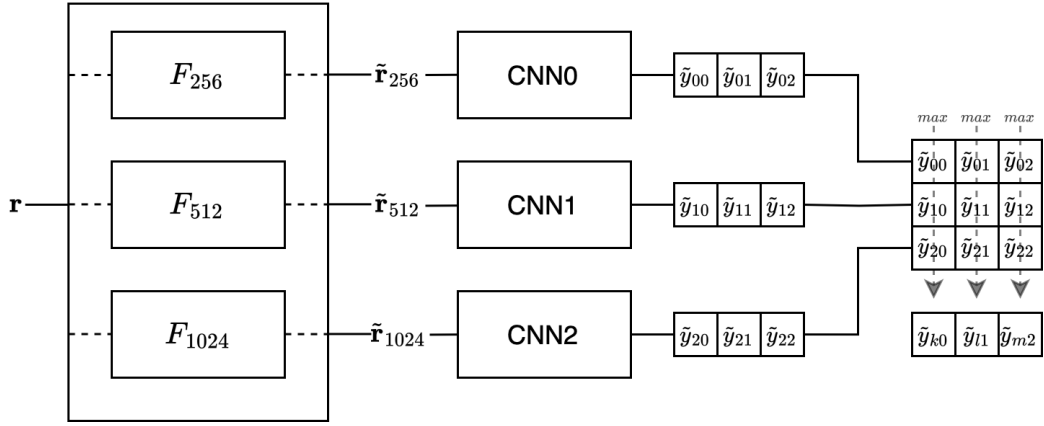 F₂₅₆ r̃₂₅₆ CNN0 ỹ₀₀ ỹ₀₁ ỹ₀₂
max max max
ỹ₀₀ ỹ₀₁ ỹ₀₂
r F₅₁₂ r̃₅₁₂ CNN1 ỹ₁₀ ỹ₁₁ ỹ₁₂ ỹ₁₀ ỹ₁₁ ỹ₁₂
ỹ₂₀ ỹ₂₁ ỹ₂₂
F₁₀₂₄ r̃₁₀₂₄ CNN2 ỹ₂₀ ỹ₂₁ ỹ₂₂ ỹₖ₀ ỹₗ₁ ỹₘ₂